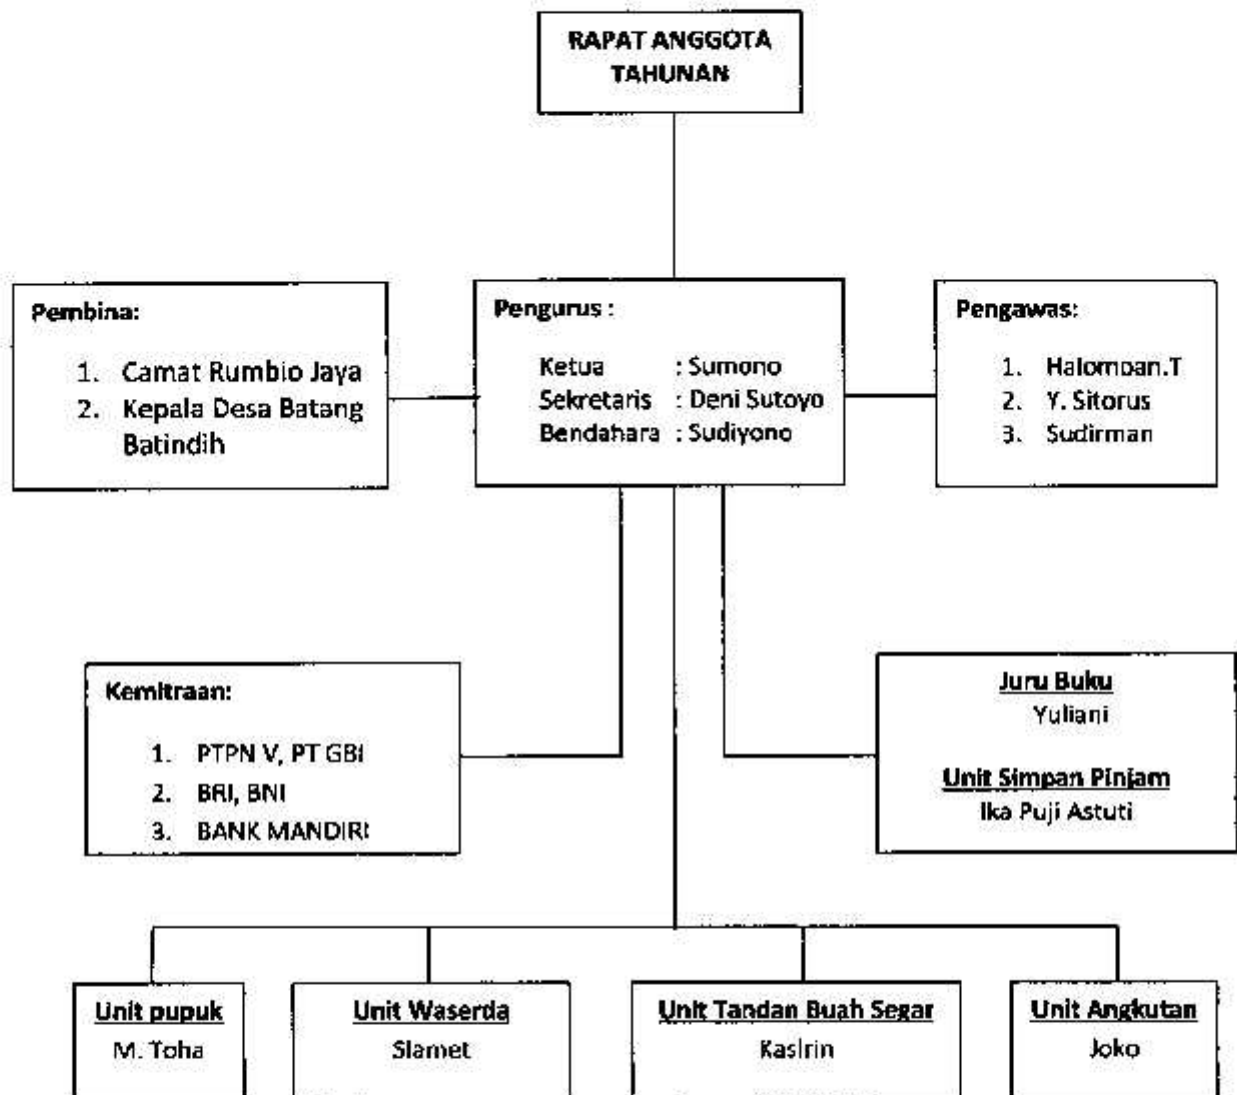 RAPAT ANGGOTA
TAHUNAN
Pembina:
1. Camat Rumbio Jaya
2. Kepala Desa Batang
Batindih
Pengurus :
Ketua : Sumono
Sekretaris : Deni Sutoyo
Bendahara : Sudiyono
Pengawas:
1. Halomoan.T
2. Y. Sitorus
3. Sudirman
Kemitraan:
1. PTPN V, PT GBI
2. BRI, BNI
3. BANK MANDIRI
Juru Buku
Yuliani
Unit Simpan Pinjam
Ika Puji Astuti
Unit pupuk
M. Toha
Unit Waserda
Slamet
Unit Tandan Buah Segar
Kasirin
Unit Angkutan
Joko